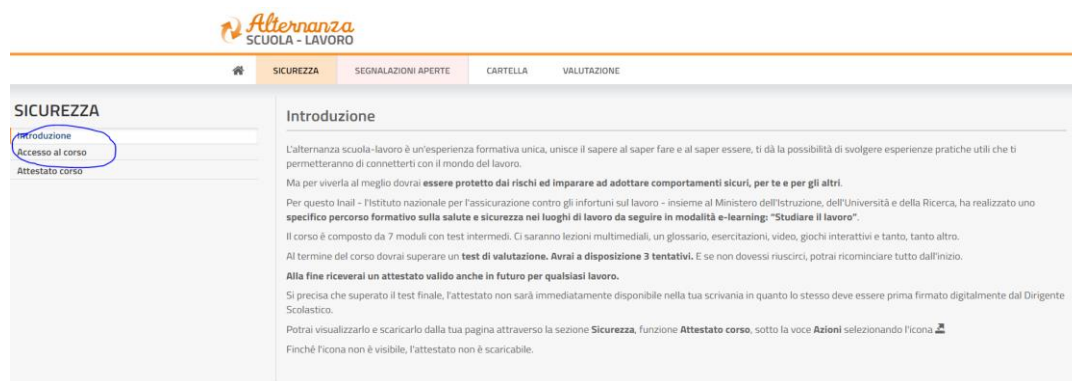 Alternanza
SCUOLA - LAVORO
SICUREZZA
SEGNALAZIONI APERTE
CARTELLA
VALUTAZIONE
SICUREZZA
Introduzione
Accesso al corso
Attestato corso
Introduzione
L'alternanza scuola-lavoro è un'esperienza formativa unica, unisce il sapere al saper fare e al saper essere, ti dà la possibilità di svolgere esperienze pratiche utili che ti
permetteranno di connetterti con il mondo del lavoro.
Ma per viverla al meglio dovrai essere protetto dai rischi ed imparare ad adottare comportamenti sicuri, per te e per gli altri.
Per questo Inail - l'Istituto nazionale per l'assicurazione contro gli infortuni sul lavoro - insieme al Ministero dell'Istruzione, dell'Università e della Ricerca, ha realizzato uno
specifico percorso formativo sulla salute e sicurezza nei luoghi di lavoro da seguire in modalità e-learning: "Studiare il lavoro".
Il corso è composto da 7 moduli con test intermedi. Ci saranno lezioni multimediali, un glossario, esercitazioni, video, giochi interattivi e tanto, tanto altro.
Al termine del corso dovrai superare un test di valutazione. Avrai a disposizione 3 tentativi. E se non dovessi riuscirci, potrai ricominciare tutto dall'inizio.
Alla fine riceverai un attestato valido anche in futuro per qualsiasi lavoro.
Si precisa che superato il test finale, l'attestato non sarà immediatamente disponibile nella tua scrivania in quanto lo stesso deve essere prima firmato digitalmente dal Dirigente
Scolastico.
Potrai visualizzarlo e scaricarlo dalla tua pagina attraverso la sezione Sicurezza, funzione Attestato corso, sotto la voce Azioni selezionando l'icona
Finché l'icona non è visibile, l'attestato non è scaricabile.